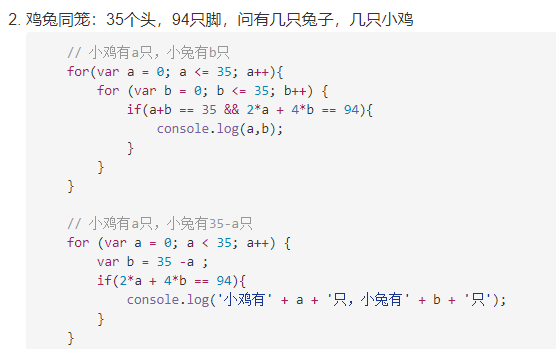 2. 鸡兔同笼：35个头，94只脚，问有几只兔子，几只小鸡
// 小鸡有a只，小兔有b只
for(var a = 0; a <= 35; a++){
for (var b = 0; b <= 35; b++) {
if(a+b == 35 && 2*a + 4*b == 94){
console.log(a,b);
}
}
}
// 小鸡有a只，小兔有35-a只
for (var a = 0; a < 35; a++) {
var b = 35 -a ;
if(2*a + 4*b == 94){
console.log('小鸡有' + a + '只，小兔有' + b + '只');
}
}